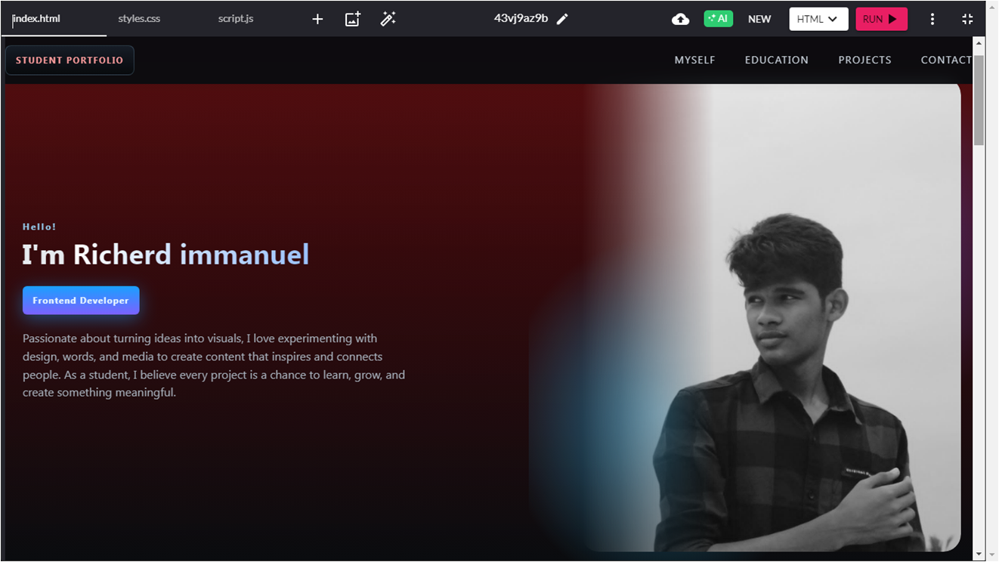 index.html
styles.css
script.js
43vj9az9b
AI
NEW
HTML
RUN
STUDENT PORTFOLIO
MYSELF
EDUCATION
PROJECTS
CONTACT
Hello!
I'm Richerd immanuel
Frontend Developer
Passionate about turning ideas into visuals, I love experimenting with
design, words, and media to create content that inspires and connects
people. As a student, I believe every project is a chance to learn, grow, and
create something meaningful.